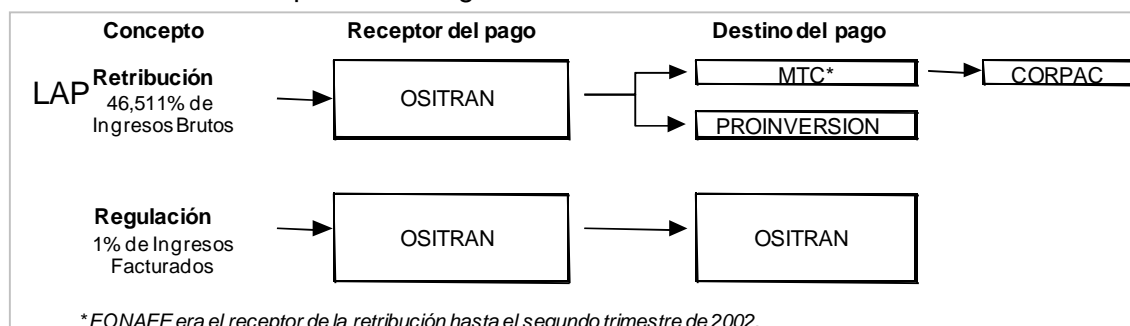 Concepto Receptor del pago Destino del pago
LAP Retribución
46,511% de
Ingresos Brutos
OSITRAN
MTC*
CORPAC
PROINVERSION
Regulación
1% de Ingresos
Facturados
OSITRAN
OSITRAN
*FONAFE era el receptor de la retribución hasta el segundo trimestre de 2002.